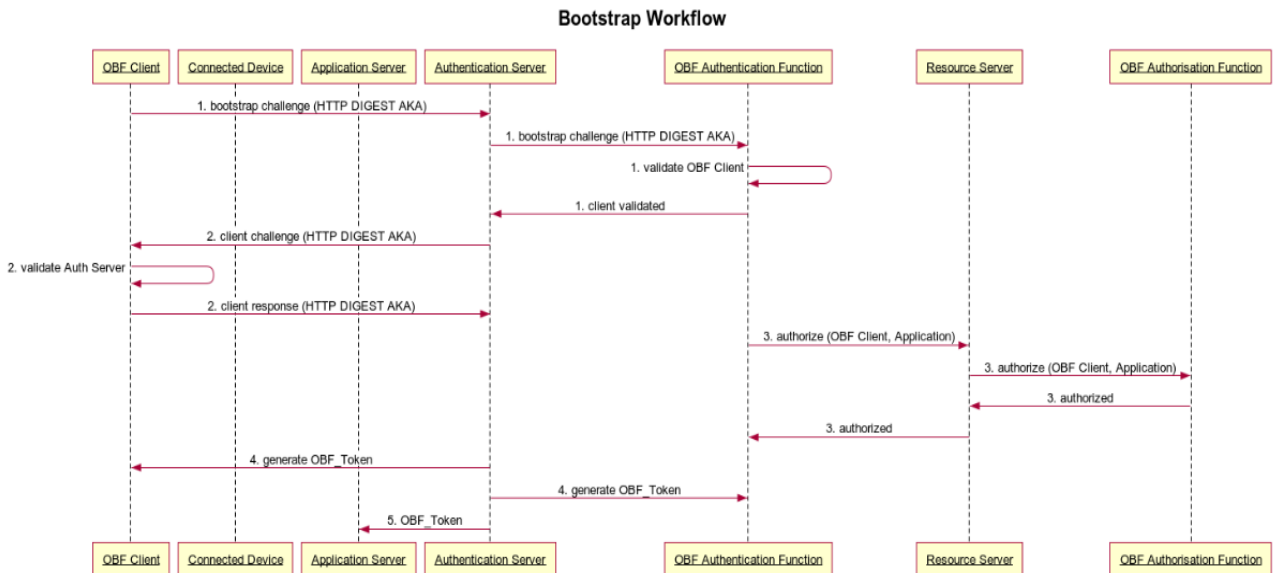 Bootstrap Workflow
OBF Client
Connected Device
Application Server
Authentication Server
OBF Authentication Function
Resource Server
OBF Authorisation Function
1. bootstrap challenge (HTTP DIGEST AKA)
1. bootstrap challenge (HTTP DIGEST AKA)
1. validate OBF Client
1. client validated
2. client challenge (HTTP DIGEST AKA)
2. validate Auth Server
2. client response (HTTP DIGEST AKA)
3. authorize (OBF Client, Application)
3. authorize (OBF Client, Application)
3. authorized
3. authorized
4. generate OBF_Token
4. generate OBF_Token
5. OBF_Token
OBF Client
Connected Device
Application Server
Authentication Server
OBF Authentication Function
Resource Server
OBF Authorisation Function